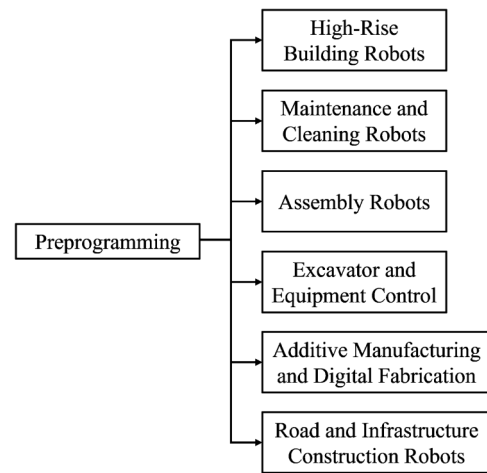 High-Rise
Building Robots
Maintenance and
Cleaning Robots
Assembly Robots
Preprogramming
Excavator and
Equipment Control
Additive Manufacturing
and Digital Fabrication
Road and Infrastructure
Construction Robots